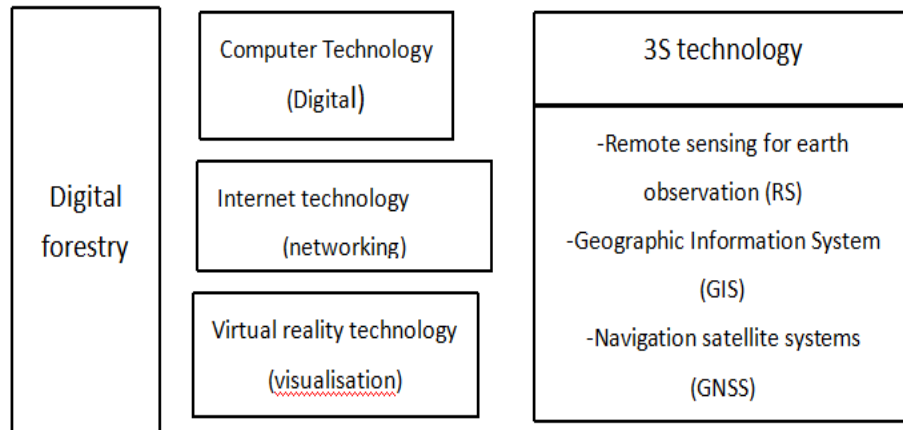 Digital
forestry
Computer Technology
(Digital)
Internet technology
(networking)
Virtual reality technology
(visualisation)
3S technology
-Remote sensing for earth
observation (RS)
-Geographic Information System
(GIS)
-Navigation satellite systems
(GNSS)